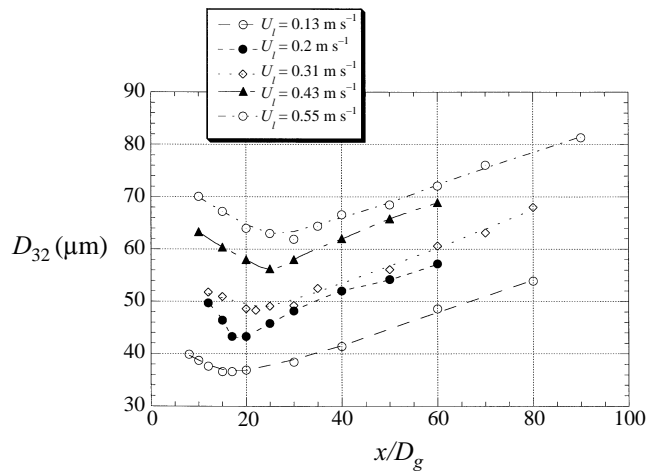 U_l = 0.13 m s⁻¹
U_l = 0.2 m s⁻¹
U_l = 0.31 m s⁻¹
U_l = 0.43 m s⁻¹
U_l = 0.55 m s⁻¹
90
80
70
60
50
40
30
D₃₂ (µm)
0 20 40 60 80 100
x/D_g